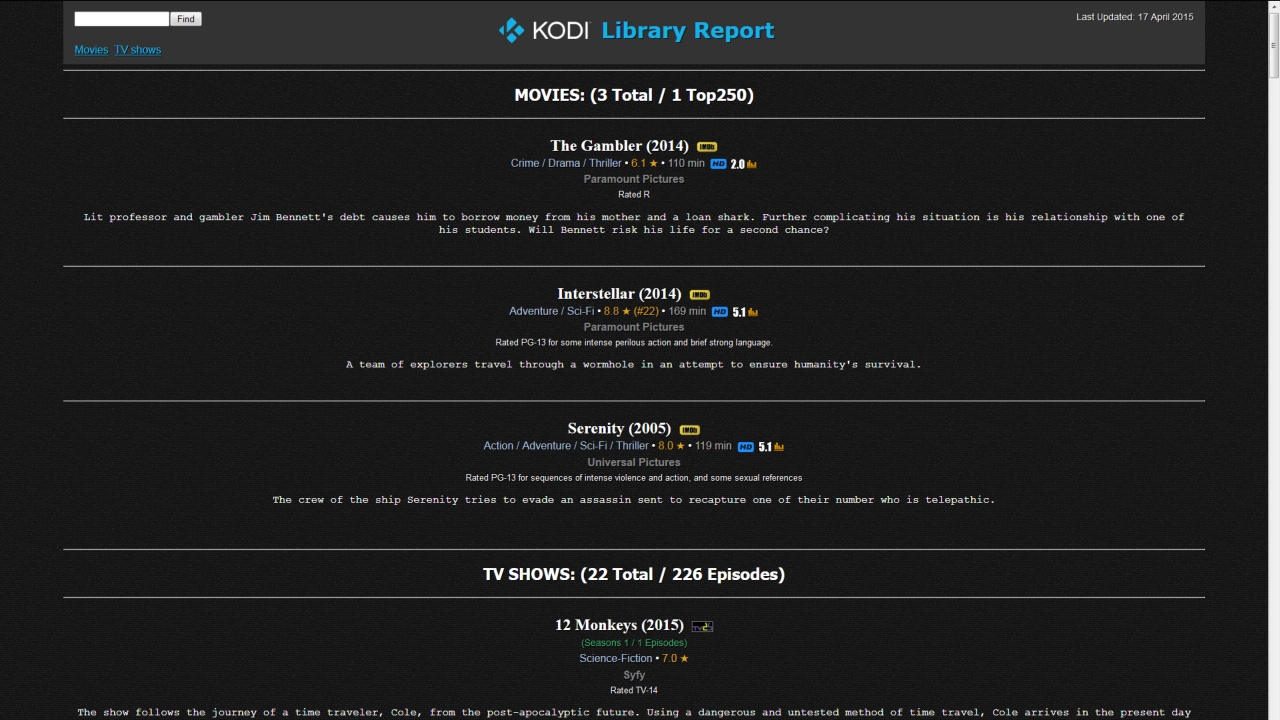 Find
KODI Library Report
Last Updated: 17 April 2015
Movies TV shows
MOVIES: (3 Total / 1 Top250)
The Gambler (2014) IMDb
Crime / Drama / Thriller • 6.1 ★ • 110 min HD 2.0
Paramount Pictures
Rated R
Lit professor and gambler Jim Bennett's debt causes him to borrow money from his mother and a loan shark. Further complicating his situation is his relationship with one of
his students. Will Bennett risk his life for a second chance?
Interstellar (2014) IMDb
Adventure / Sci-Fi • 8.8 ★ (#22) • 169 min HD 5.1
Paramount Pictures
Rated PG-13 for some intense perilous action and brief strong language.
A team of explorers travel through a wormhole in an attempt to ensure humanity's survival.
Serenity (2005) IMDb
Action / Adventure / Sci-Fi / Thriller • 8.0 ★ • 119 min HD 5.1
Universal Pictures
Rated PG-13 for sequences of intense violence and action, and some sexual references
The crew of the ship Serenity tries to evade an assassin sent to recapture one of their number who is telepathic.
TV SHOWS: (22 Total / 226 Episodes)
12 Monkeys (2015)
(Seasons 1 / 1 Episodes)
Science-Fiction • 7.0 ★
Syfy
Rated TV-14
The show follows the journey of a time traveler, Cole, from the post-apocalyptic future. Using a dangerous and untested method of time travel, Cole arrives in the present day